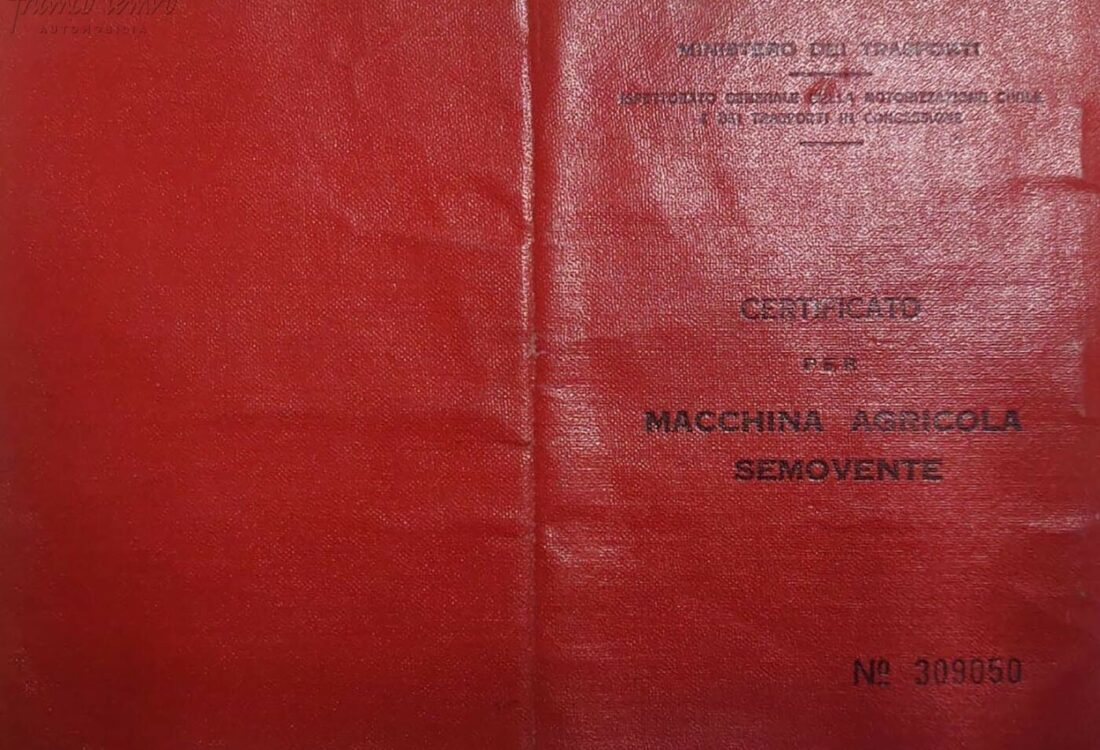 AUTOMOBILIA
MINISTERO DEI TRASPORTI
ISPETTORATO GENERALE DELLA MOTORIZZAZIONE CIVILE
E DEI TRASPORTI IN CONCESSIONE
CERTIFICATO
PER
MACCHINA AGRICOLA
SEMOVENTE
Nº 309050